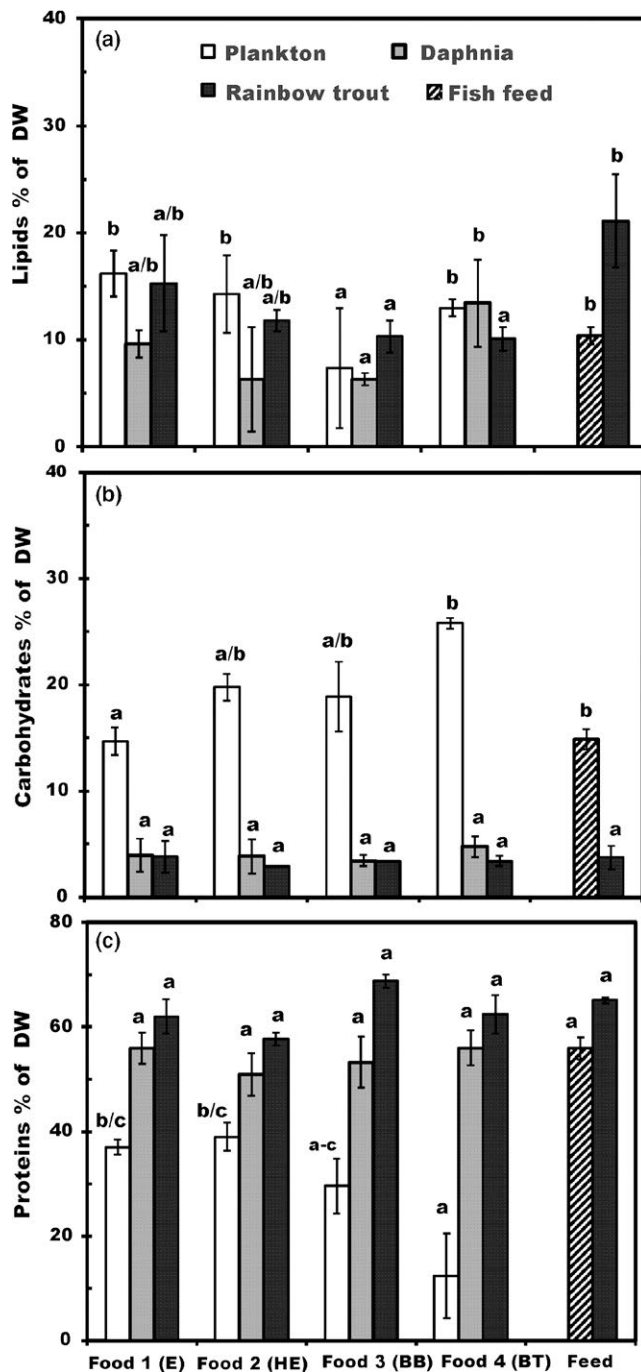 40
(a)
Plankton Daphnia
Rainbow trout Fish feed
30
Lipids % of DW
b
a/b
a/b
b
a/b
a/b
a
a
a
b
b
a
b
b
20
10
0
40
(b)
30
Carbohydrates % of DW
a
a
a
a/b
a
a
a/b
a
a
b
a
a
b
a
20
10
0
80
(c)
60
Proteins % of DW
b/c
a
a
b/c
a
a
a-c
a
a
a
a
a
a
a
40
20
0
Food 1 (E) Food 2 (HE) Food 3 (BB) Food 4 (BT) Feed